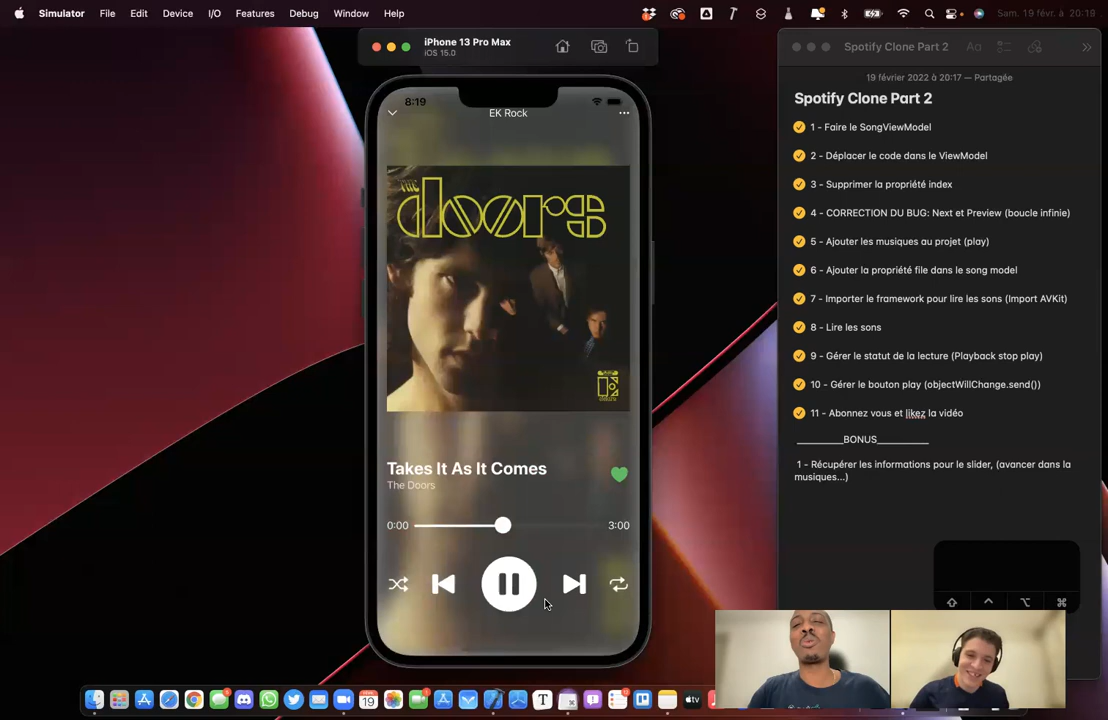 Simulator File Edit Device I/O Features Debug Window Help
Sam. 19 févr. à 20:19
iPhone 13 Pro Max
iOS 15.0
8:19
EK Rock
THE
doors
Takes It As It Comes
The Doors
0:00
3:00
Spotify Clone Part 2
Aa
19 février 2022 à 20:17 — Partagée
Spotify Clone Part 2
1 - Faire le SongViewModel
2 - Déplacer le code dans le ViewModel
3 - Supprimer la propriété index
4 - CORRECTION DU BUG: Next et Preview (boucle infinie)
5 - Ajouter les musiques au projet (play)
6 - Ajouter la propriété file dans le song model
7 - Importer le framework pour lire les sons (Import AVKit)
8 - Lire les sons
9 - Gérer le statut de la lecture (Playback stop play)
10 - Gérer le bouton play (objectWillChange.send())
11 - Abonnez vous et likez la vidéo
_________BONUS_________
1 - Récupérer les informations pour le slider, (avancer dans la
musiques...)